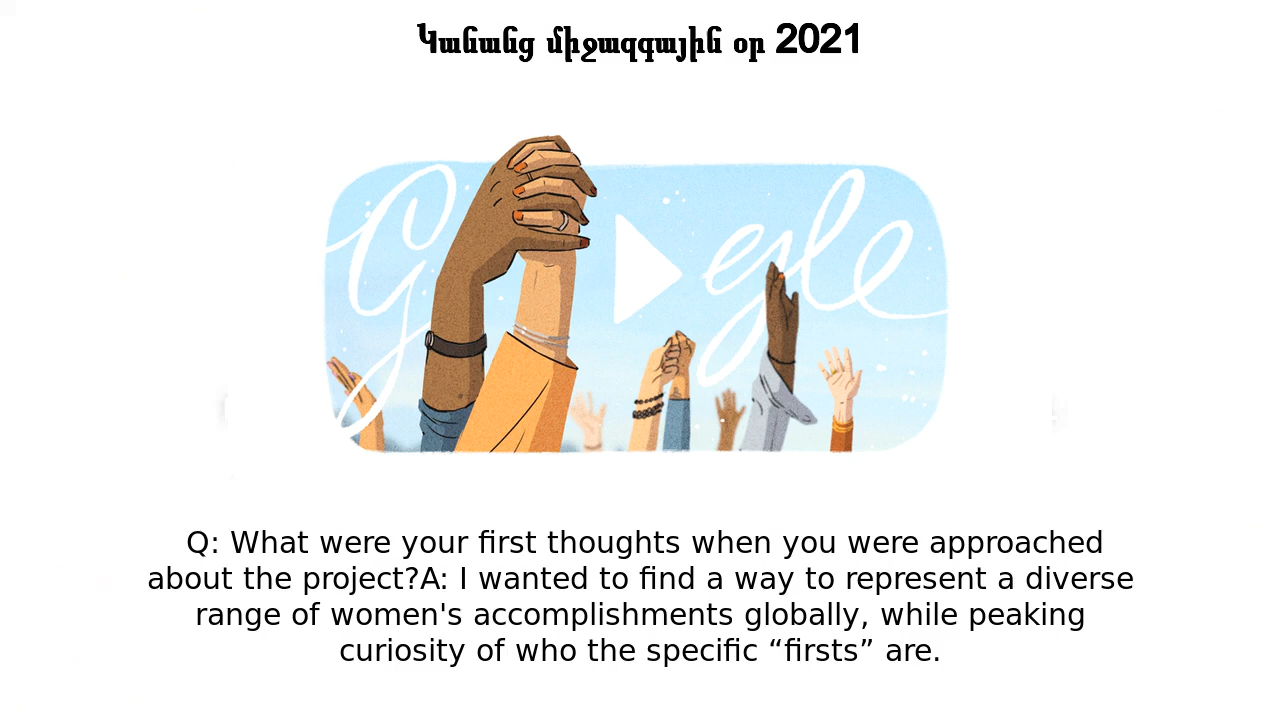 Կանանց միջազգային օր 2021
Google
Q: What were your first thoughts when you were approached
about the project?A: I wanted to find a way to represent a diverse
range of women's accomplishments globally, while peaking
curiosity of who the specific “firsts” are.